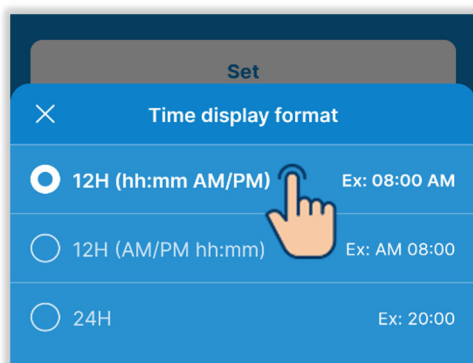 Set
Time display format
12H (hh:mm AM/PM) Ex: 08:00 AM
12H (AM/PM hh:mm) Ex: AM 08:00
24H Ex: 20:00